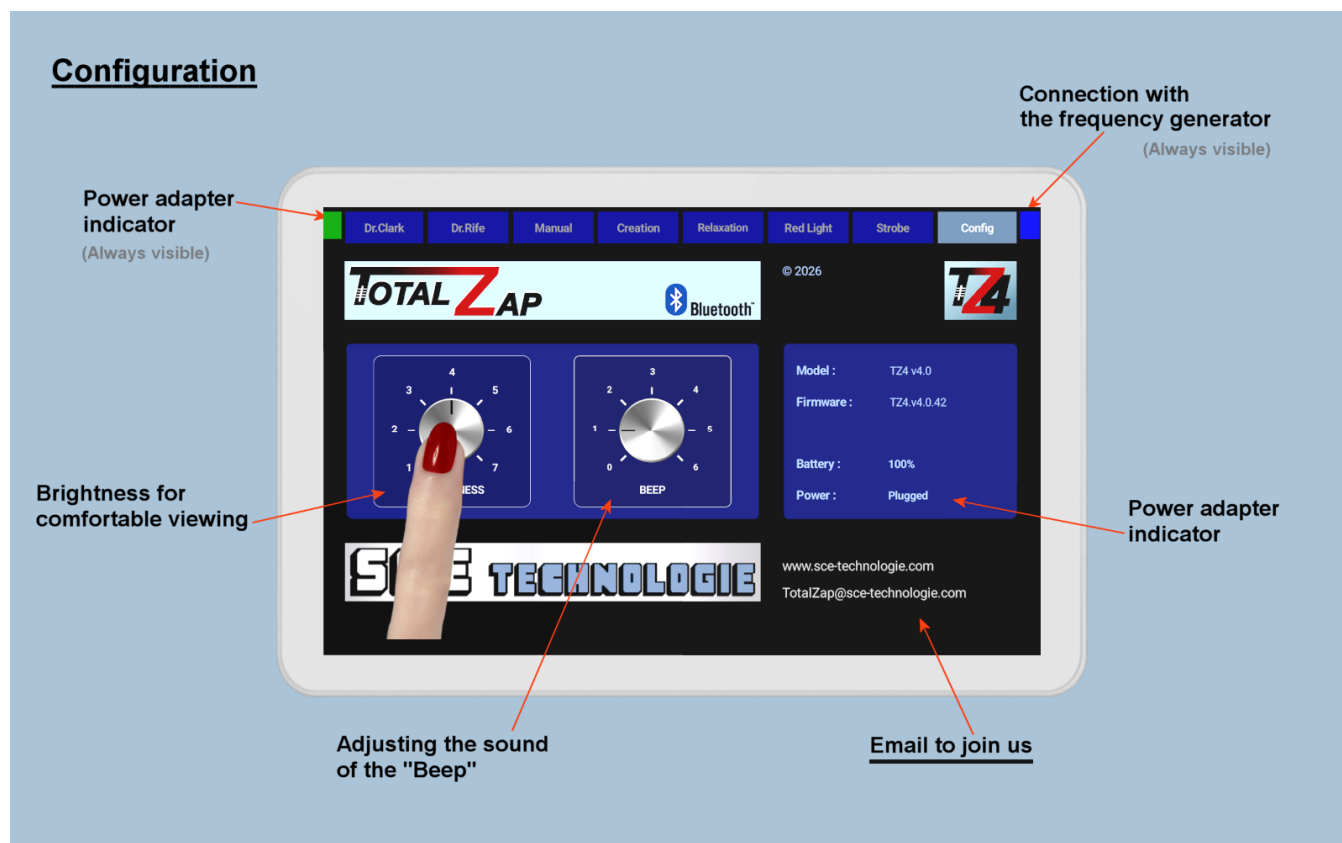 Configuration
Connection with
the frequency generator
(Always visible)
Power adapter
indicator
(Always visible)
Dr.Clark
Dr.Rife
Manual
Creation
Relaxation
Red Light
Strobe
Config
TOTAL ZAP
Bluetooth
© 2026
TZ4
4
3
5
2
6
1
7
NESS
3
2
4
1
5
0
6
BEEP
Model :
TZ4 v4.0
Firmware :
TZ4.v4.0.42
Battery :
100%
Power :
Plugged
Brightness for
comfortable viewing
Power adapter
indicator
SCE TECHNOLOGIE
www.sce-technologie.com
TotalZap@sce-technologie.com
Adjusting the sound
of the "Beep"
Email to join us